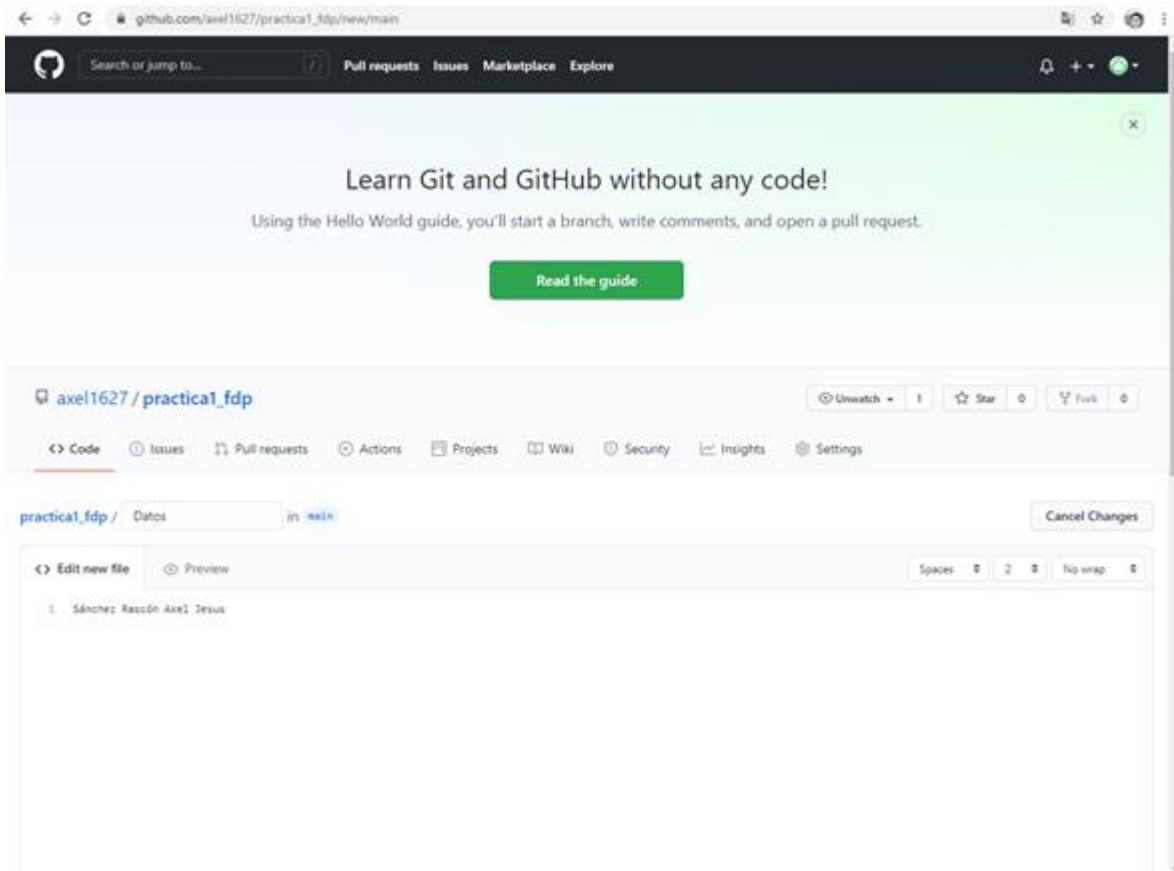 github.com/axel1627/practica1_fdp/new/main
Search or jump to... / Pull requests Issues Marketplace Explore
Learn Git and GitHub without any code!
Using the Hello World guide, you'll start a branch, write comments, and open a pull request.
Read the guide
axel1627 / practica1_fdp Unwatch 1 Star 0 Fork 0
Code Issues Pull requests Actions Projects Wiki Security Insights Settings
practica1_fdp / Datos in main Cancel Changes
<> Edit new file Preview Spaces 2 No wrap
1 Sánchez Rascón Axel Jesus